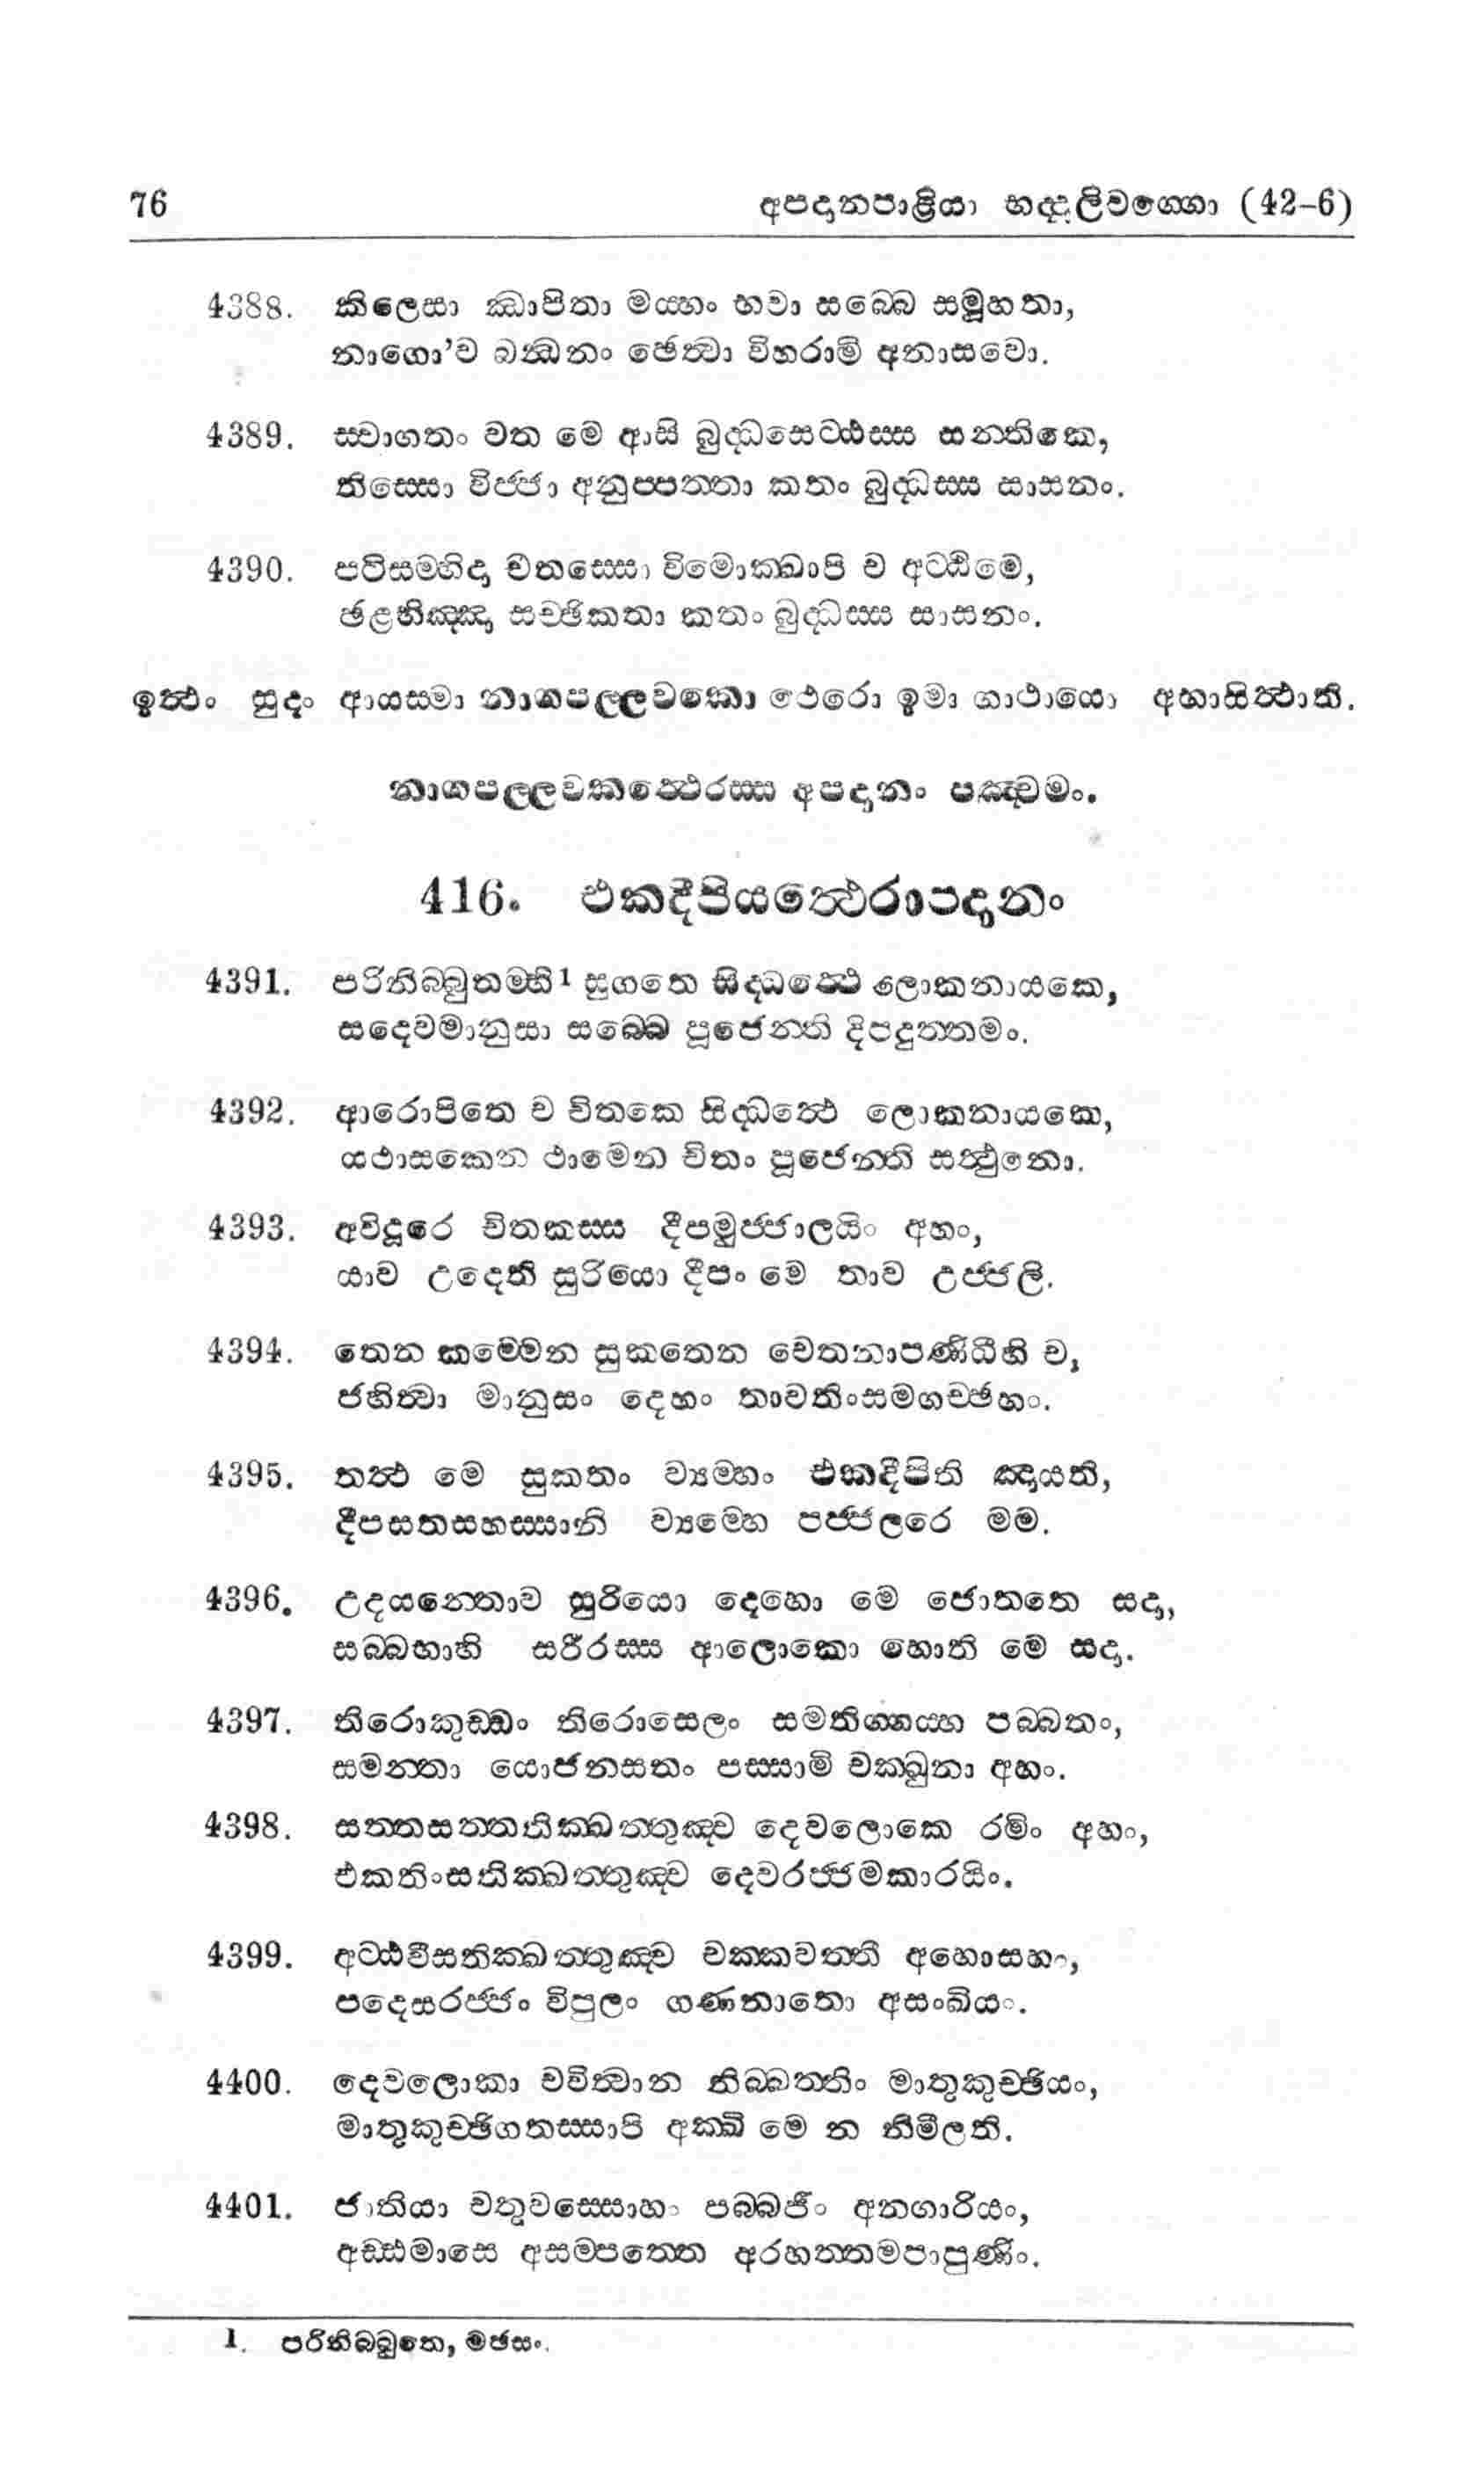 76 අපදානපාළියා භද්දාලිවග්ගො (42-6)
4388. කිලෙසා ඣාපිතා මය්හං භවා සබ්බෙ සමූහතා,
නාගො'ව බන්ධනං ඡෙත්වා විහරාමි අනාසවො.
4389. ස්වාගතං වත මෙ ආසි බුද්ධසෙට්ඨස්ස සන්තිකෙ,
තිස්සො විජ්ජා අනුප්පත්තා කතං බුද්ධස්ස සාසනං.
4390. පටිසම්භිදා චතස්සො විමොක්ඛාපි ච අට්ඨිමෙ,
ඡළභිඤ්ඤා සච්ඡිකතා කතං බුද්ධස්ස සාසනං.
ඉත්ථං සුදං ආයස්මා නාගපල්ලවකො ථෙරො ඉමා ගාථායො අභාසිත්ථාති.
නාගපල්ලවකත්ථෙරස්ස අපදානං පඤ්චමං.
416. එකදීපියත්ථෙරාපදානං
4391. පරිනිබ්බුතම්හි¹ සුගතෙ සිද්ධත්ථෙ ලොකනායකෙ,
සදෙවමානුසා සබ්බෙ පූජෙන්ති දිපදුත්තමං.
4392. ආරොපිතෙ ච චිතකෙ සිද්ධත්ථෙ ලොකනායකෙ,
යථාසකෙන ථාමෙන චිතං පූජෙන්ති සත්ථුනො.
4393. අවිදූරෙ චිතකස්ස දීපමුජ්ජාලයිං අහං,
යාව උදෙති සුරියො දීපං මෙ තාව උජ්ජලි.
4394. තෙන කම්මෙන සුකතෙන චෙතනාපණිධීහි ච,
ජහිත්වා මානුසං දෙහං තාවතිංසමගච්ඡහං.
4395. තත්ථ මෙ සුකතං ව්‍යම්හං එකදීපිති ඤායති,
දීපසතසහස්සානි ව්‍යම්හෙ පජ්ජලරෙ මම.
4396. උදයන්තොව සුරියො දෙහො මෙ ජොතතෙ සදා,
සබ්බභාහි සරීරස්ස ආලොකො හොති මෙ සදා.
4397. තිරොකුඩ්ඩං තිරොසෙලං සමතිග්ගය්හ පබ්බතං,
සමන්තා යොජනසතං පස්සාමි චක්ඛුනා අහං.
4398. සත්තසත්තතික්ඛත්තුඤ්ච දෙවලොකෙ රමිං අහං,
එකතිංසතික්ඛත්තුඤ්ච දෙවරජ්ජමකාරයිං.
4399. අට්ඨවීසතික්ඛත්තුඤ්ච චක්කවත්තී අහොසහං,
පදෙසරජ්ජං විපුලං ගණනාතො අසංඛියං.
4400. දෙවලොකා චවිත්වාන නිබ්බත්තිං මාතුකුච්ඡියං,
මාතුකුච්ඡිගතස්සාපි අක්ඛි මෙ න නිමීලති.
4401. ජාතියා චතුවස්සොහං පබ්බජිං අනගාරියං,
අඩ්ඪමාසෙ අසම්පත්තෙ අරහත්තමපාපුණිං.
1. පරිනිබ්බුතෙ, මජසං.